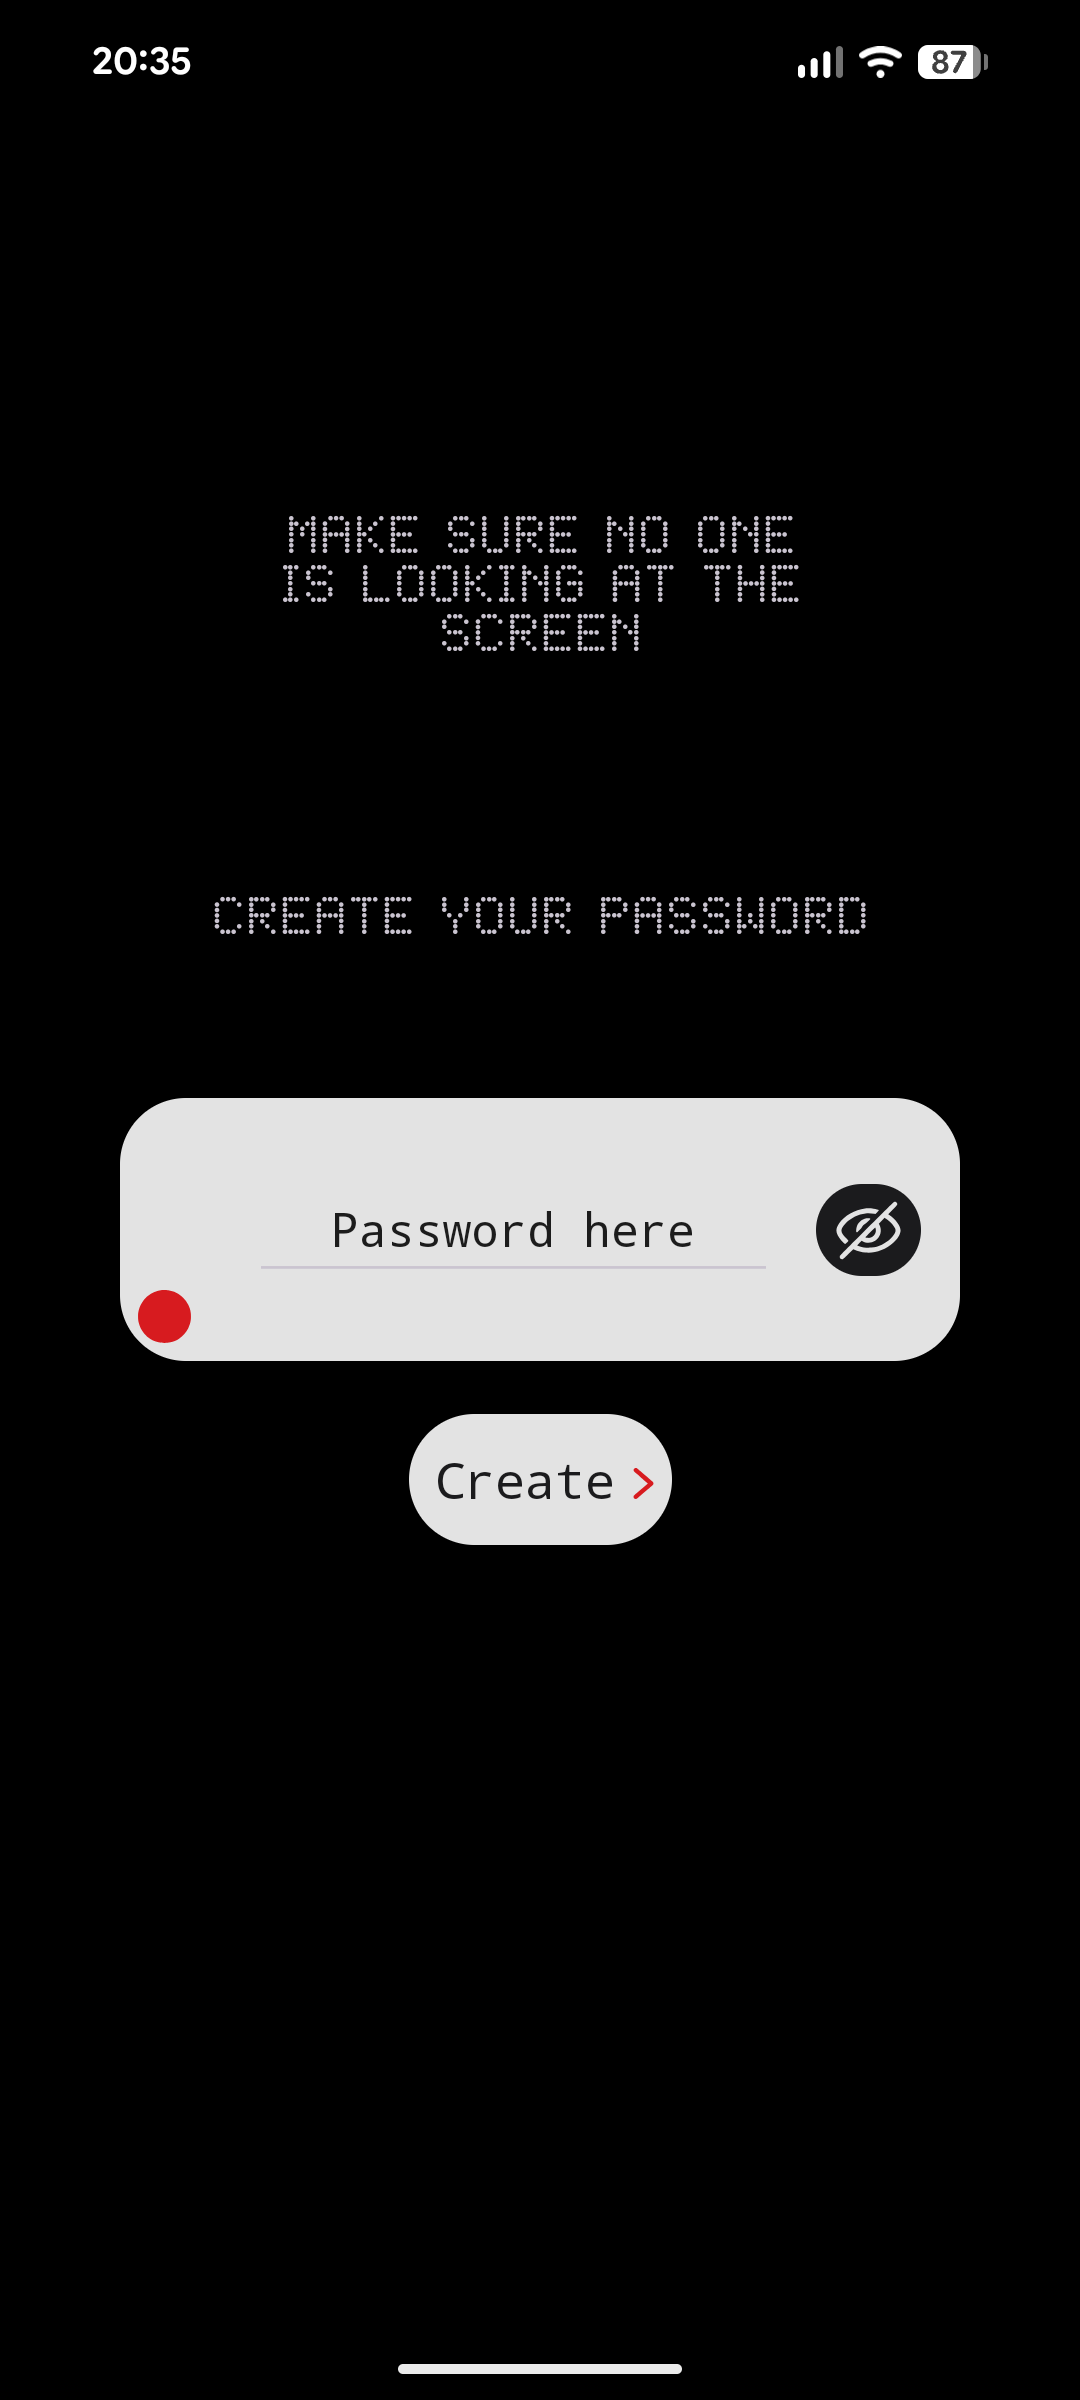 20:35
87
MAKE SURE NO ONE
IS LOOKING AT THE
SCREEN
CREATE YOUR PASSWORD
Password here
Create